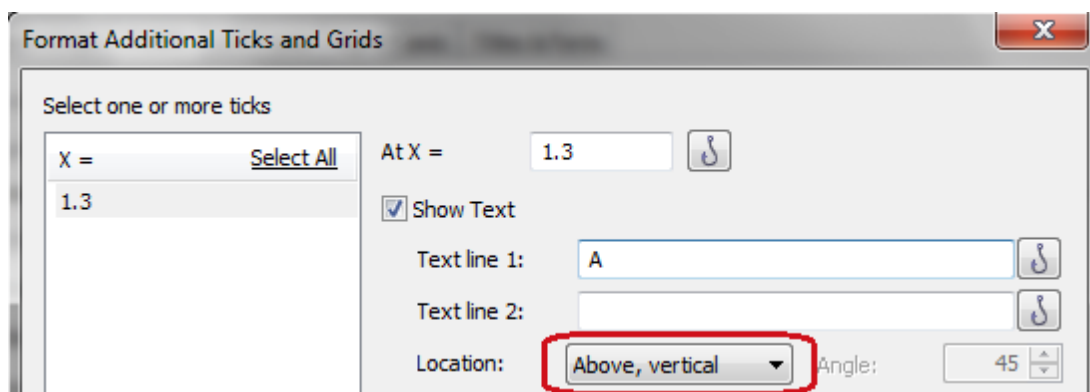 Format Additional Ticks and Grids
Select one or more ticks
X = Select All
1.3
At X = 1.3
Show Text
Text line 1: A
Text line 2:
Location: Above, vertical Angle: 45